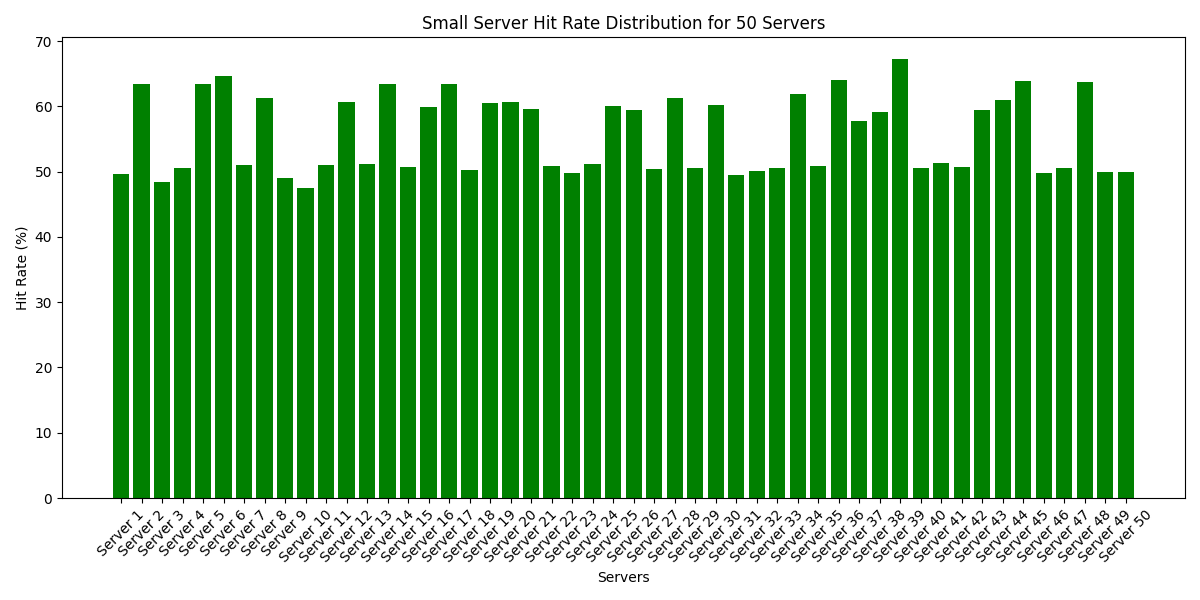 Small Server Hit Rate Distribution for 50 Servers
Hit Rate (%)
70
60
50
40
30
20
10
0
Server 1
Server 2
Server 3
Server 4
Server 5
Server 6
Server 7
Server 8
Server 9
Server 10
Server 11
Server 12
Server 13
Server 14
Server 15
Server 16
Server 17
Server 18
Server 19
Server 20
Server 21
Server 22
Server 23
Server 24
Server 25
Server 26
Server 27
Server 28
Server 29
Server 30
Server 31
Server 32
Server 33
Server 34
Server 35
Server 36
Server 37
Server 38
Server 39
Server 40
Server 41
Server 42
Server 43
Server 44
Server 45
Server 46
Server 47
Server 48
Server 49
Server 50
Servers